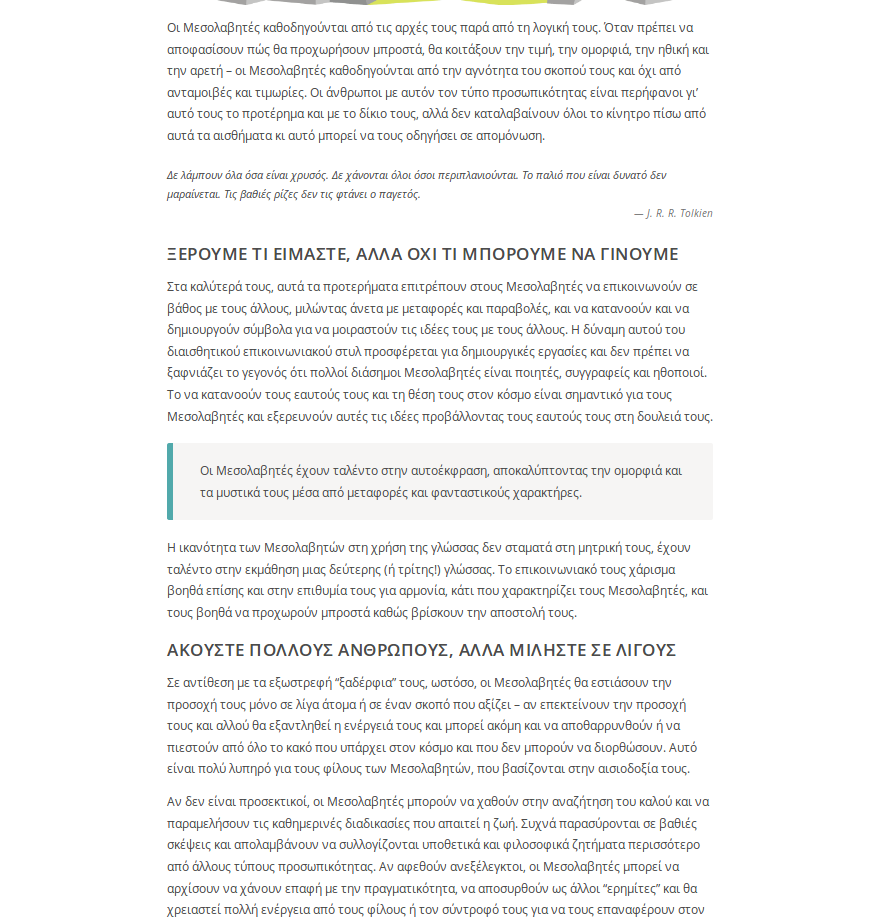 Οι Μεσολαβητές καθοδηγούνται από τις αρχές τους παρά από τη λογική τους. Όταν πρέπει να
αποφασίσουν πώς θα προχωρήσουν μπροστά, θα κοιτάξουν την τιμή, την ομορφιά, την ηθική και
την αρετή – οι Μεσολαβητές καθοδηγούνται από την αγνότητα του σκοπού τους και όχι από
ανταμοιβές και τιμωρίες. Οι άνθρωποι με αυτόν τον τύπο προσωπικότητας είναι περήφανοι γι’
αυτό τους το προτέρημα και με το δίκιο τους, αλλά δεν καταλαβαίνουν όλοι το κίνητρο πίσω από
αυτά τα αισθήματα κι αυτό μπορεί να τους οδηγήσει σε απομόνωση.
Δε λάμπουν όλα όσα είναι χρυσός. Δε χάνονται όλοι όσοι περιπλανιούνται. Το παλιό που είναι δυνατό δεν
μαραίνεται. Τις βαθιές ρίζες δεν τις φτάνει ο παγετός.
— J. R. R. Tolkien
ΞΕΡΟΥΜΕ ΤΙ ΕΙΜΑΣΤΕ, ΑΛΛΑ ΟΧΙ ΤΙ ΜΠΟΡΟΥΜΕ ΝΑ ΓΙΝΟΥΜΕ
Στα καλύτερά τους, αυτά τα προτερήματα επιτρέπουν στους Μεσολαβητές να επικοινωνούν σε
βάθος με τους άλλους, μιλώντας άνετα με μεταφορές και παραβολές, και να κατανοούν και να
δημιουργούν σύμβολα για να μοιραστούν τις ιδέες τους με τους άλλους. Η δύναμη αυτού του
διαισθητικού επικοινωνιακού στυλ προσφέρεται για δημιουργικές εργασίες και δεν πρέπει να
ξαφνιάζει το γεγονός ότι πολλοί διάσημοι Μεσολαβητές είναι ποιητές, συγγραφείς και ηθοποιοί.
Το να κατανοούν τους εαυτούς τους και τη θέση τους στον κόσμο είναι σημαντικό για τους
Μεσολαβητές και εξερευνούν αυτές τις ιδέες προβάλλοντας τους εαυτούς τους στη δουλειά τους.
Οι Μεσολαβητές έχουν ταλέντο στην αυτοέκφραση, αποκαλύπτοντας την ομορφιά και
τα μυστικά τους μέσα από μεταφορές και φανταστικούς χαρακτήρες.
Η ικανότητα των Μεσολαβητών στη χρήση της γλώσσας δεν σταματά στη μητρική τους, έχουν
ταλέντο στην εκμάθηση μιας δεύτερης (ή τρίτης!) γλώσσας. Το επικοινωνιακό τους χάρισμα
βοηθά επίσης και στην επιθυμία τους για αρμονία, κάτι που χαρακτηρίζει τους Μεσολαβητές, και
τους βοηθά να προχωρούν μπροστά καθώς βρίσκουν την αποστολή τους.
ΑΚΟΥΣΤΕ ΠΟΛΛΟΥΣ ΑΝΘΡΩΠΟΥΣ, ΑΛΛΑ ΜΙΛΗΣΤΕ ΣΕ ΛΙΓΟΥΣ
Σε αντίθεση με τα εξωστρεφή “ξαδέρφια” τους, ωστόσο, οι Μεσολαβητές θα εστιάσουν την
προσοχή τους μόνο σε λίγα άτομα ή σε έναν σκοπό που αξίζει – αν επεκτείνουν την προσοχή
τους και αλλού θα εξαντληθεί η ενέργειά τους και μπορεί ακόμη και να αποθαρρυνθούν ή να
πιεστούν από όλο το κακό που υπάρχει στον κόσμο και που δεν μπορούν να διορθώσουν. Αυτό
είναι πολύ λυπηρό για τους φίλους των Μεσολαβητών, που βασίζονται στην αισιοδοξία τους.
Αν δεν είναι προσεκτικοί, οι Μεσολαβητές μπορούν να χαθούν στην αναζήτηση του καλού και να
παραμελήσουν τις καθημερινές διαδικασίες που απαιτεί η ζωή. Συχνά παρασύρονται σε βαθιές
σκέψεις και απολαμβάνουν να συλλογίζονται υποθετικά και φιλοσοφικά ζητήματα περισσότερο
από άλλους τύπους προσωπικότητας. Αν αφεθούν ανεξέλεγκτοι, οι Μεσολαβητές μπορεί να
αρχίσουν να χάνουν επαφή με την πραγματικότητα, να αποσυρθούν ως άλλοι “ερημίτες” και θα
χρειαστεί πολλή ενέργεια από τους φίλους ή τον σύντροφό τους για να τους επαναφέρουν στον